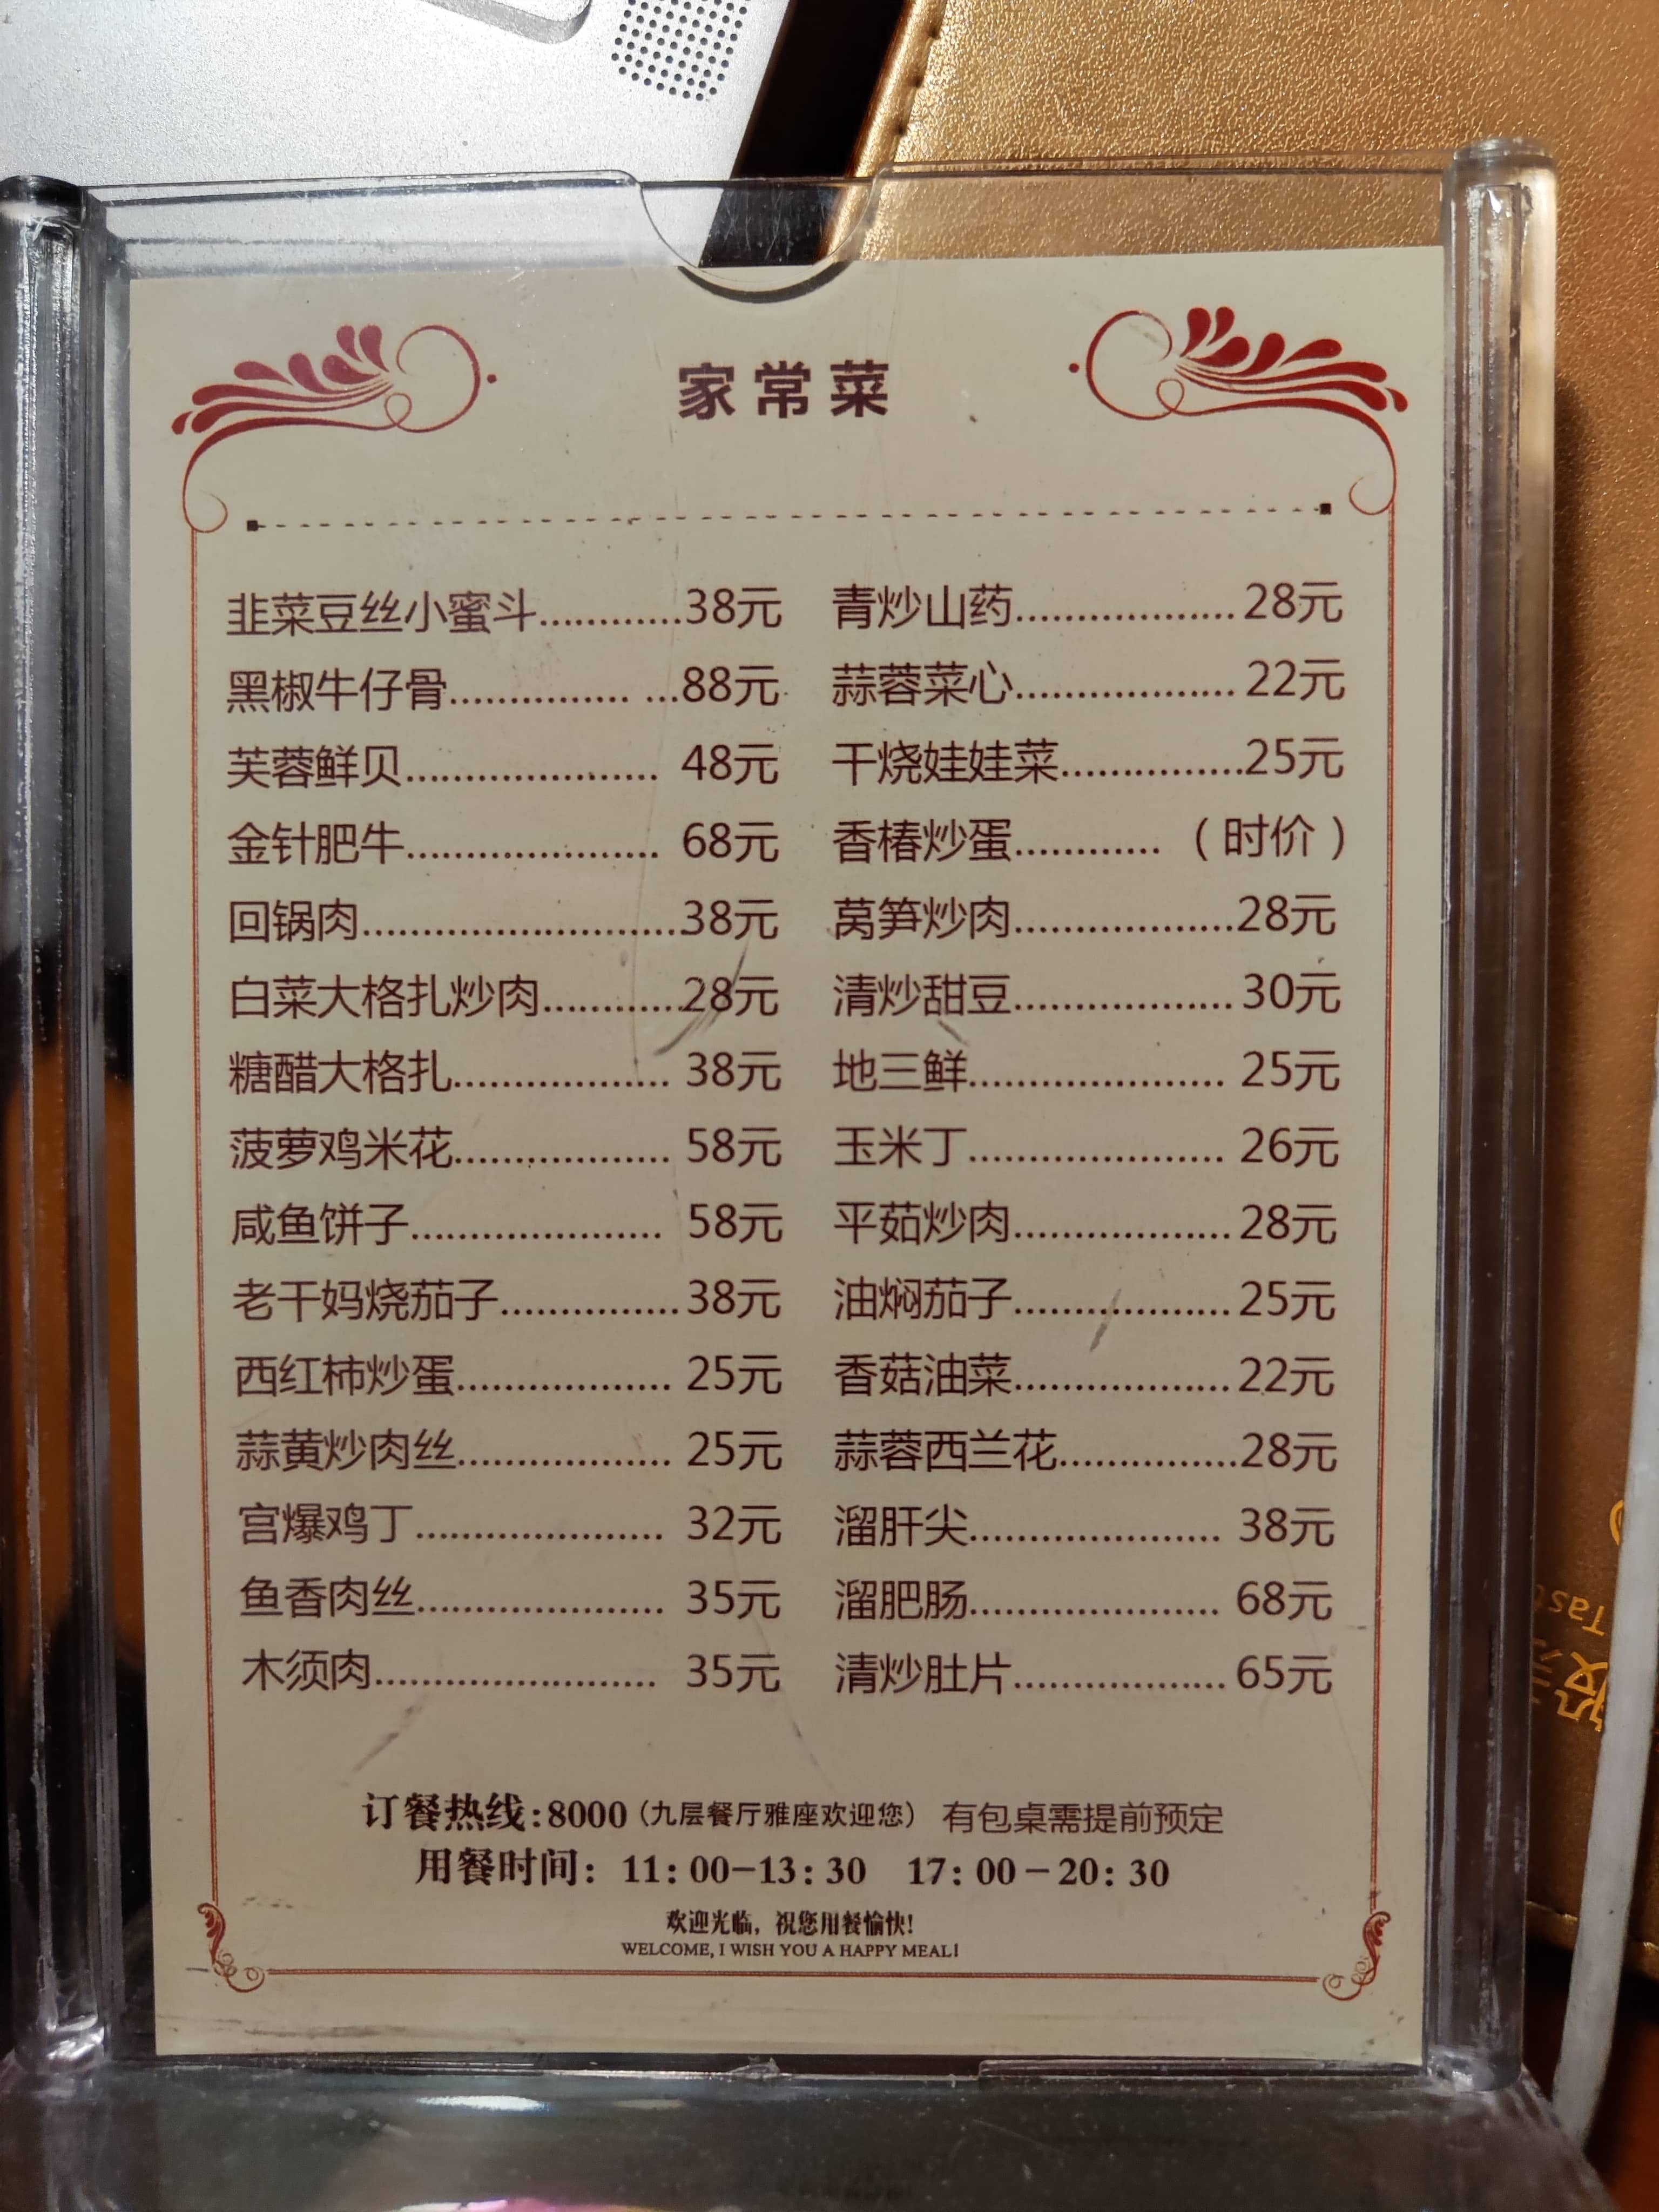 家常菜
韭菜豆丝小蜜斗............38元
黑椒牛仔骨............... ...88元
芙蓉鲜贝...................... 48元
金针肥牛...................... 68元
回锅肉............................38元
白菜大格扎炒肉............28元
糖醋大格扎................... 38元
菠萝鸡米花................... 58元
咸鱼饼子...................... 58元
老干妈烧茄子................38元
西红柿炒蛋................... 25元
蒜黄炒肉丝................... 25元
宫爆鸡丁...................... 32元
鱼香肉丝...................... 35元
木须肉......................... 35元
青炒山药................... 28元
蒜蓉菜心................... 22元
干烧娃娃菜................25元
香椿炒蛋............. （时价）
莴笋炒肉...................28元
清炒甜豆................... 30元
地三鲜...................... 25元
玉米丁...................... 26元
平茹炒肉................... 28元
油焖茄子................... 25元
香菇油菜...................22元
蒜蓉西兰花................28元
溜肝尖...................... 38元
溜肥肠...................... 68元
清炒肚片................... 65元
订餐热线:8000（九层餐厅雅座欢迎您） 有包桌需提前预定
用餐时间：11：00-13：30 17：00－20：30
欢迎光临，祝您用餐愉快！
WELCOME, I WISH YOU A HAPPY MEAL!